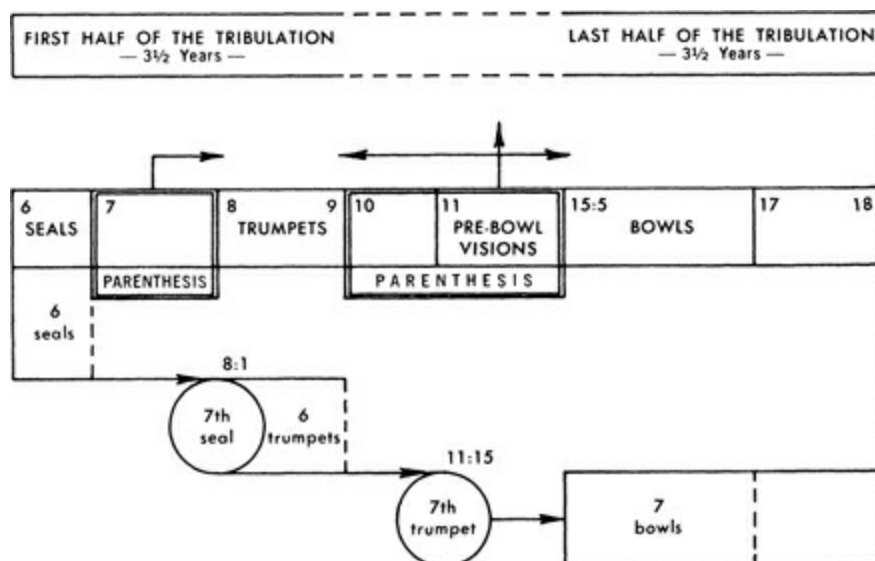 FIRST HALF OF THE TRIBULATION
— 3½ Years —
LAST HALF OF THE TRIBULATION
— 3½ Years —
6
SEALS
7
PARENTHESIS
8
9
TRUMPETS
10
11
PRE-BOWL
VISIONS
PARENTHESIS
15:5
BOWLS
17
18
6
seals
8:1
7th
seal
6
trumpets
11:15
7th
trumpet
7
bowls